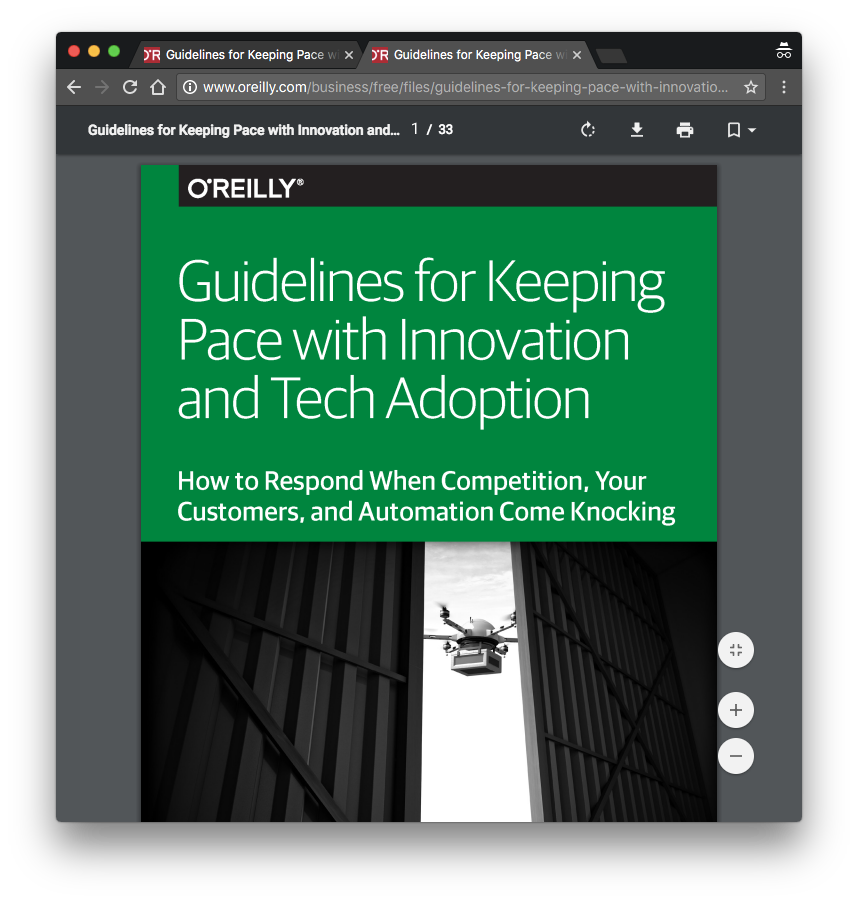 Guidelines for Keeping Pace wi
Guidelines for Keeping Pace wi
www.oreilly.com/business/free/files/guidelines-for-keeping-pace-with-innovatio...
Guidelines for Keeping Pace with Innovation and... 1 / 33
O'REILLY®
Guidelines for Keeping
Pace with Innovation
and Tech Adoption
How to Respond When Competition, Your
Customers, and Automation Come Knocking